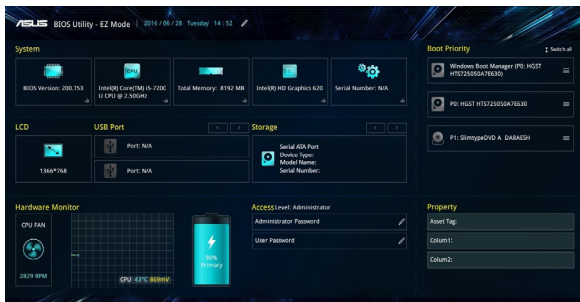 ASUS BIOS Utility - EZ Mode 2016/06/28 Tuesday 14:52
System
BIOS Version: 200.153
Intel(R) Core(TM) i5-7200
U CPU @ 2.50GHz
Total Memory: 8192 MB
Intel(R) HD Graphics 620
Serial Number: N/A
Boot Priority
Switch all
Windows Boot Manager (P0: HGST
HTS725050A7E630)
P0: HGST HTS725050A7E630
P1: SlimtypeDVD A DA8AESH
LCD
1366*768
USB Port
Port: N/A
Port: N/A
Storage
Serial ATA Port
Device Type:
Model Name:
Serial Number:
Hardware Monitor
CPU FAN
2829 RPM
CPU 43°C 869mV
90%
Primary
Access Level: Administrator
Administrator Password
User Password
Property
Asset Tag:
Colum1:
Colum2: